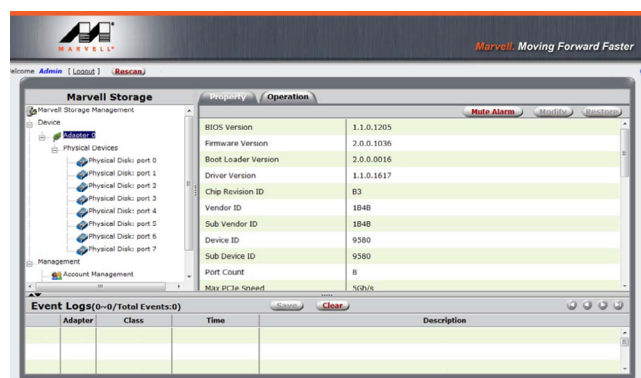 MARVELL®
Marvell. Moving Forward Faster
elcome Admin [ Logout ] Rescan
Marvell Storage
Property Operation
Mute Alarm Modify Restore
Marvell Storage Management
Device
Adapter 0
Physical Devices
Physical Disk: port 0
Physical Disk: port 1
Physical Disk: port 2
Physical Disk: port 3
Physical Disk: port 4
Physical Disk: port 5
Physical Disk: port 6
Physical Disk: port 7
Management
Account Management
BIOS Version 1.1.0.1205
Firmware Version 2.0.0.1036
Boot Loader Version 2.0.0.0016
Driver Version 1.1.0.1617
Chip Revision ID B3
Vendor ID 1B4B
Sub Vendor ID 1B4B
Device ID 9580
Sub Device ID 9580
Port Count 8
Max PCIe Speed 5Gb/s
Event Logs(0~0/Total Events:0) Save Clear
Adapter Class Time Description